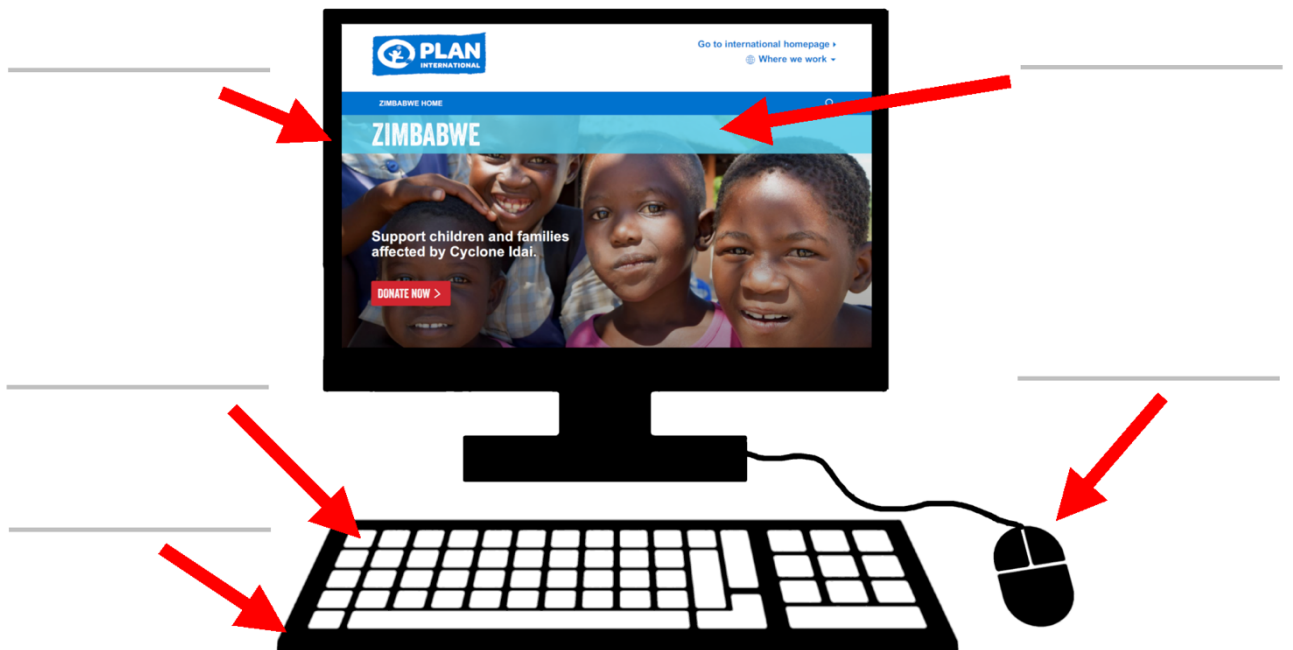 PLAN
INTERNATIONAL
Go to international homepage
Where we work
ZIMBABWE HOME
ZIMBABWE
Support children and families
affected by Cyclone Idai.
DONATE NOW >